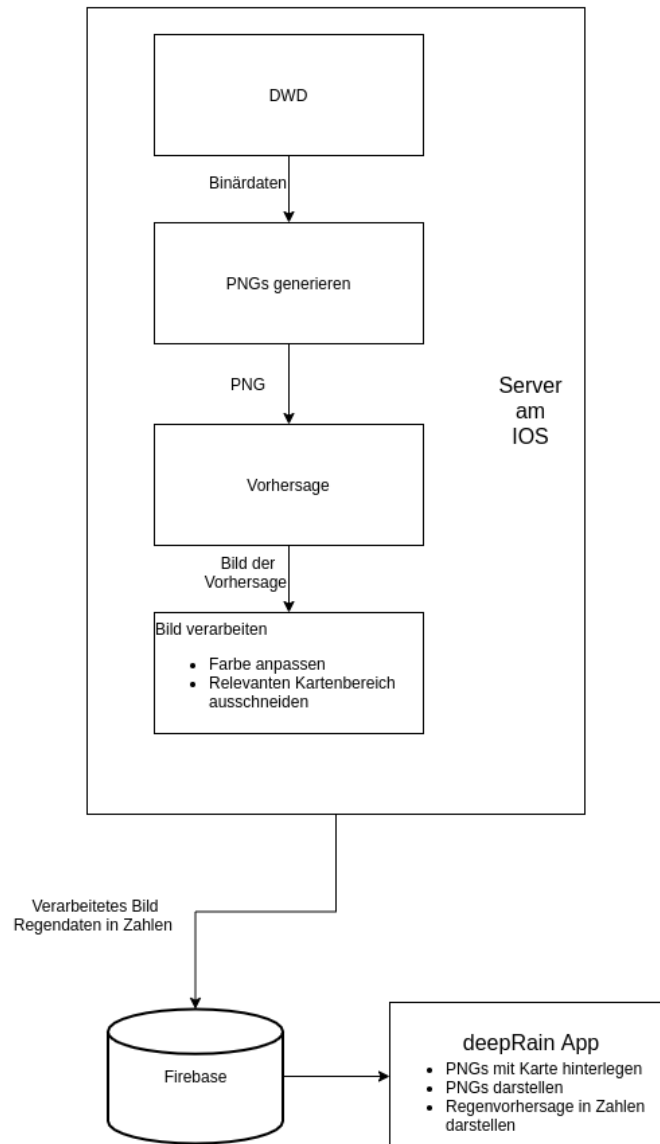 DWD
Binärdaten
PNGs generieren
PNG
Server
am
IOS
Vorhersage
Bild der
Vorhersage
Bild verarbeiten
Farbe anpassen
Relevanten Kartenbereich
ausschneiden
Verarbeitetes Bild
Regendaten in Zahlen
Firebase
deepRain App
PNGs mit Karte hinterlegen
PNGs darstellen
Regenvorhersage in Zahlen
darstellen